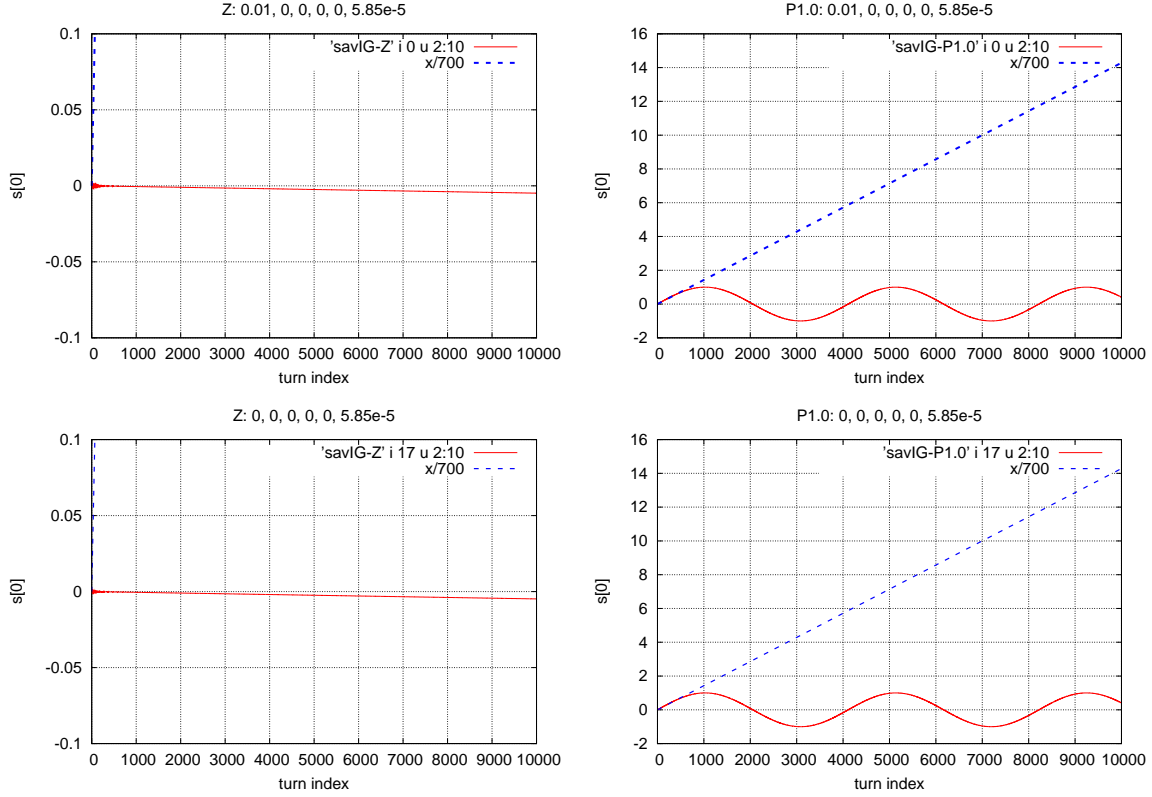 Z: 0.01, 0, 0, 0, 0, 5.85e-5
'savIG-Z' i 0 u 2:10
x/700
0.1
0.05
0
-0.05
-0.1
s[0]
0 1000 2000 3000 4000 5000 6000 7000 8000 9000 10000
turn index
P1.0: 0.01, 0, 0, 0, 0, 5.85e-5
'savIG-P1.0' i 0 u 2:10
x/700
16
14
12
10
8
6
4
2
0
-2
s[0]
0 1000 2000 3000 4000 5000 6000 7000 8000 9000 10000
turn index
Z: 0, 0, 0, 0, 0, 5.85e-5
'savIG-Z' i 17 u 2:10
x/700
0.1
0.05
0
-0.05
-0.1
s[0]
0 1000 2000 3000 4000 5000 6000 7000 8000 9000 10000
turn index
P1.0: 0, 0, 0, 0, 0, 5.85e-5
'savIG-P1.0' i 17 u 2:10
x/700
16
14
12
10
8
6
4
2
0
-2
s[0]
0 1000 2000 3000 4000 5000 6000 7000 8000 9000 10000
turn index